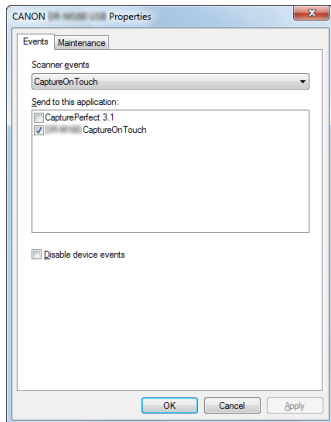 CANON Properties
Events Maintenance
Scanner events
CaptureOnTouch
Send to this application:
CapturePerfect 3.1
CaptureOnTouch
Disable device events
OK Cancel Apply